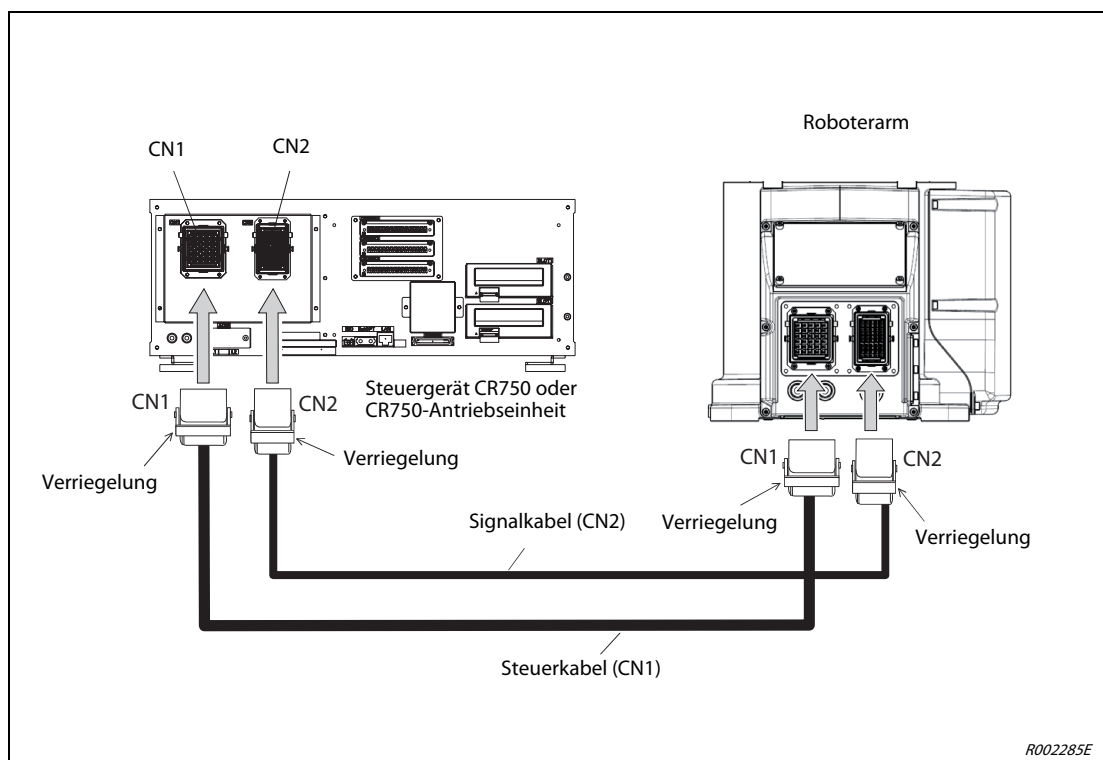 Roboterarm
CN1
CN2
Steuergerät CR750 oder
CR750-Antriebseinheit
CN1
CN2
Verriegelung
Verriegelung
CN1
CN2
Verriegelung
Verriegelung
Signalkabel (CN2)
Steuerkabel (CN1)
R002285E